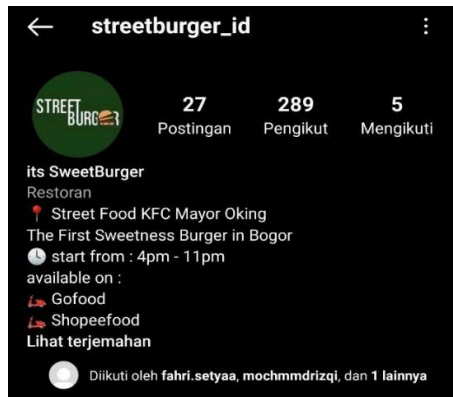 streetburger_id
STREET
BURG
27
289
5
Postingan
Pengikut
Mengikuti
its SweetBurger
Restoran
Street Food KFC Mayor Oking
The First Sweetness Burger in Bogor
start from : 4pm - 11pm
available on :
Gofood
Shopeefood
Lihat terjemahan
Diikuti oleh fahri.setyaa, mochmmdrizqi, dan 1 lainnya